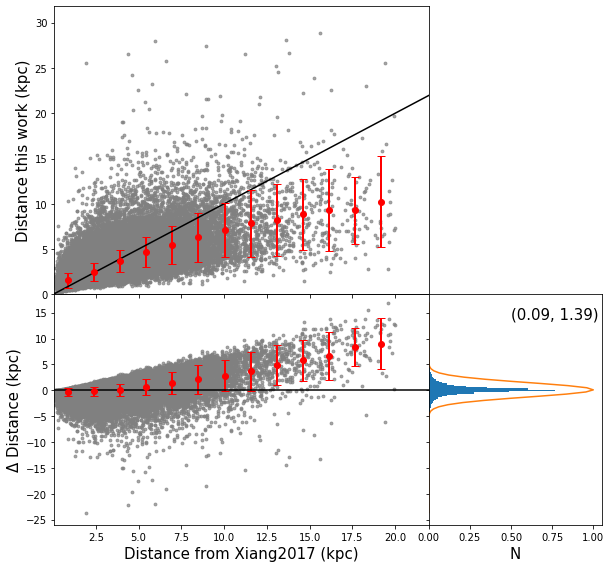 30
25
20
15
10
5
0
Distance this work (kpc)
15
10
5
0
−5
−10
−15
−20
−25
Δ Distance (kpc)
(0.09, 1.39)
2.5 5.0 7.5 10.0 12.5 15.0 17.5 20.0
0.00 0.25 0.50 0.75 1.00
Distance from Xiang2017 (kpc)
N